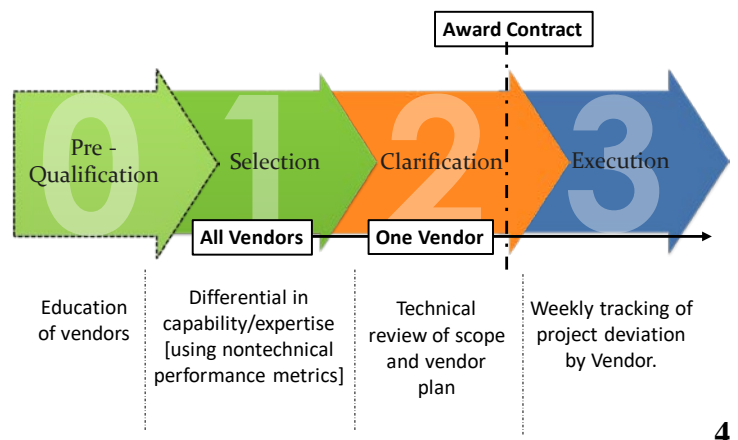 Award Contract
0
Pre -
Qualification
1
Selection
2
Clarification
3
Execution
All Vendors
One Vendor
Education
of vendors
Differential in
capability/expertise
[using nontechnical
performance metrics]
Technical
review of scope
and vendor
plan
Weekly tracking of
project deviation
by Vendor.
4